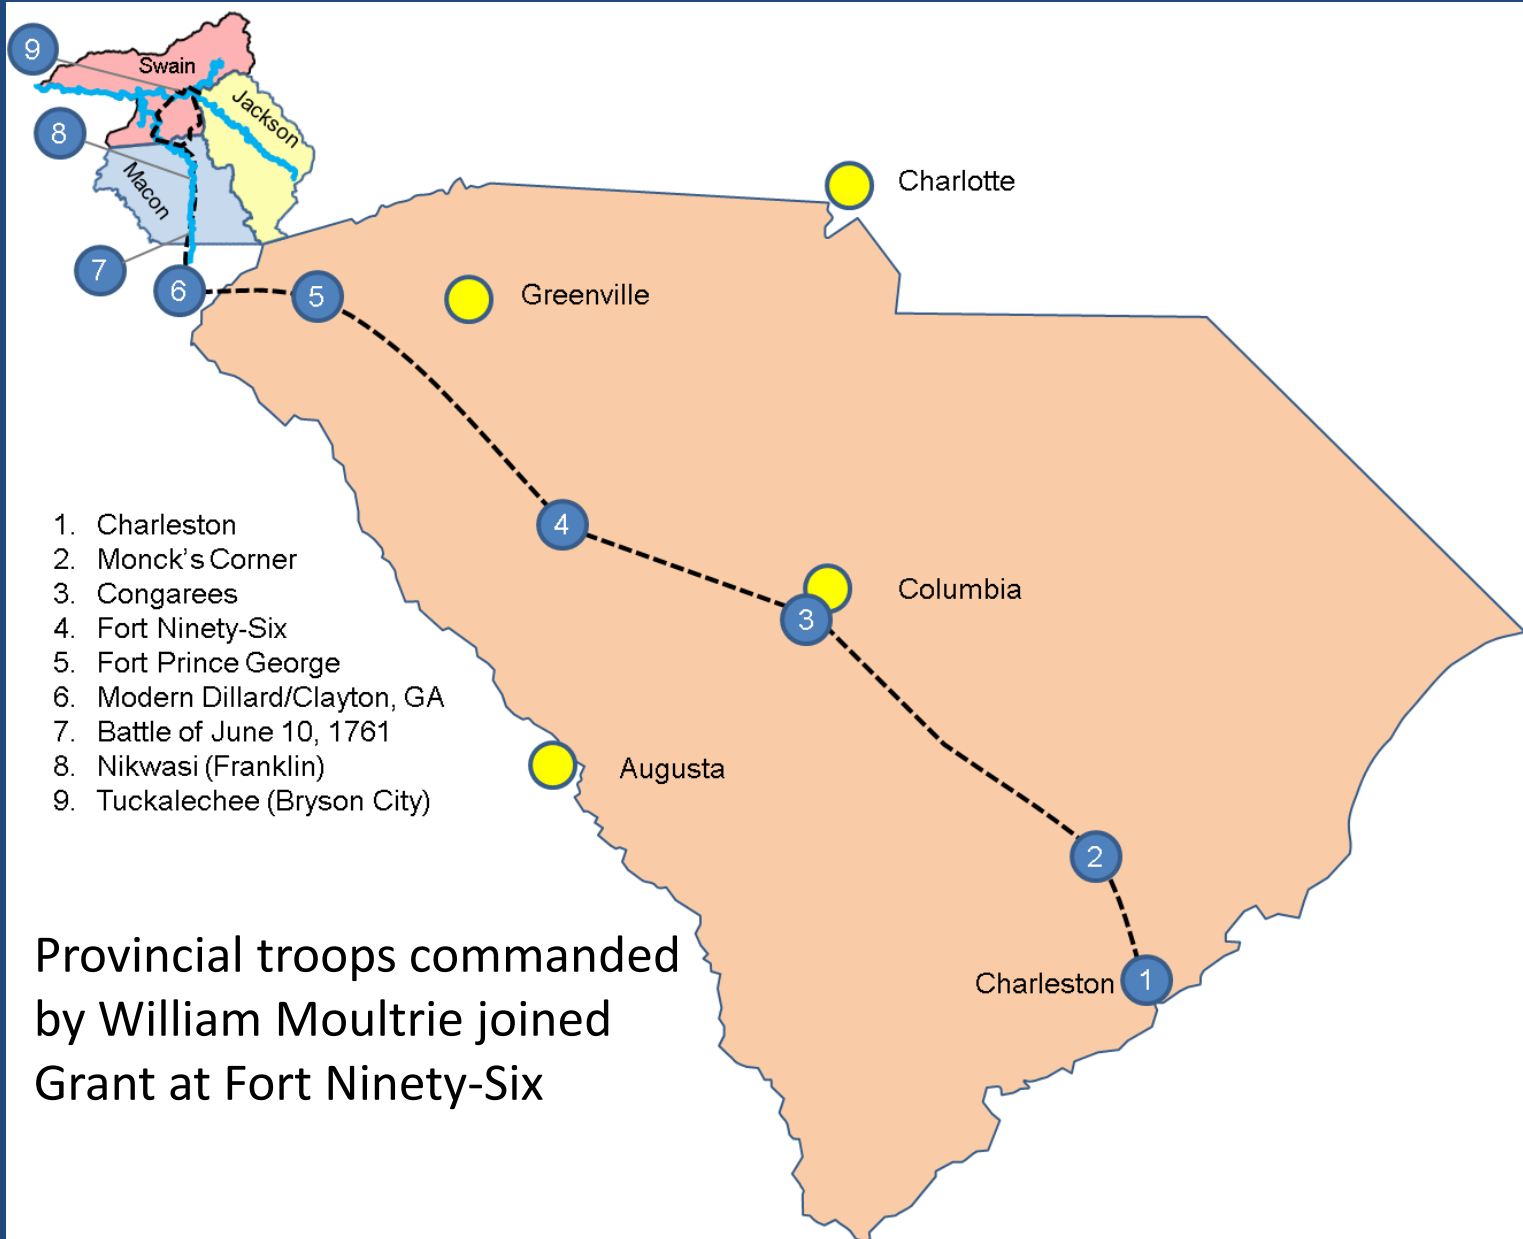 9
Swain
Jackson
8
Macon
7
6
5
Charlotte
Greenville
4
Columbia
3
1. Charleston
2. Monck's Corner
3. Congarees
4. Fort Ninety-Six
5. Fort Prince George
6. Modern Dillard/Clayton, GA
7. Battle of June 10, 1761
8. Nikwasi (Franklin)
9. Tuckalechee (Bryson City)
Augusta
2
Charleston
1
Provincial troops commanded
by William Moultrie joined
Grant at Fort Ninety-Six